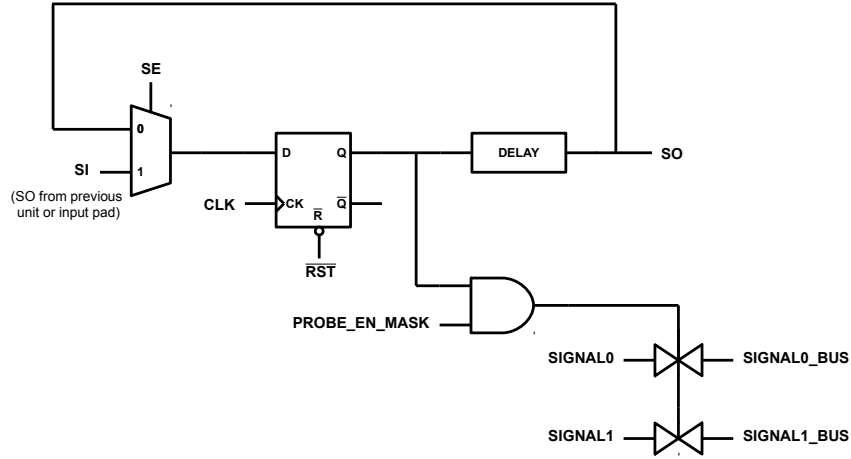 SE
0
SI
1
(SO from previous
unit or input pad)
D
Q
DELAY
SO
CLK
CK
R̅
Q̅
R̅S̅T̅
PROBE_EN_MASK
SIGNAL0
SIGNAL0_BUS
SIGNAL1
SIGNAL1_BUS